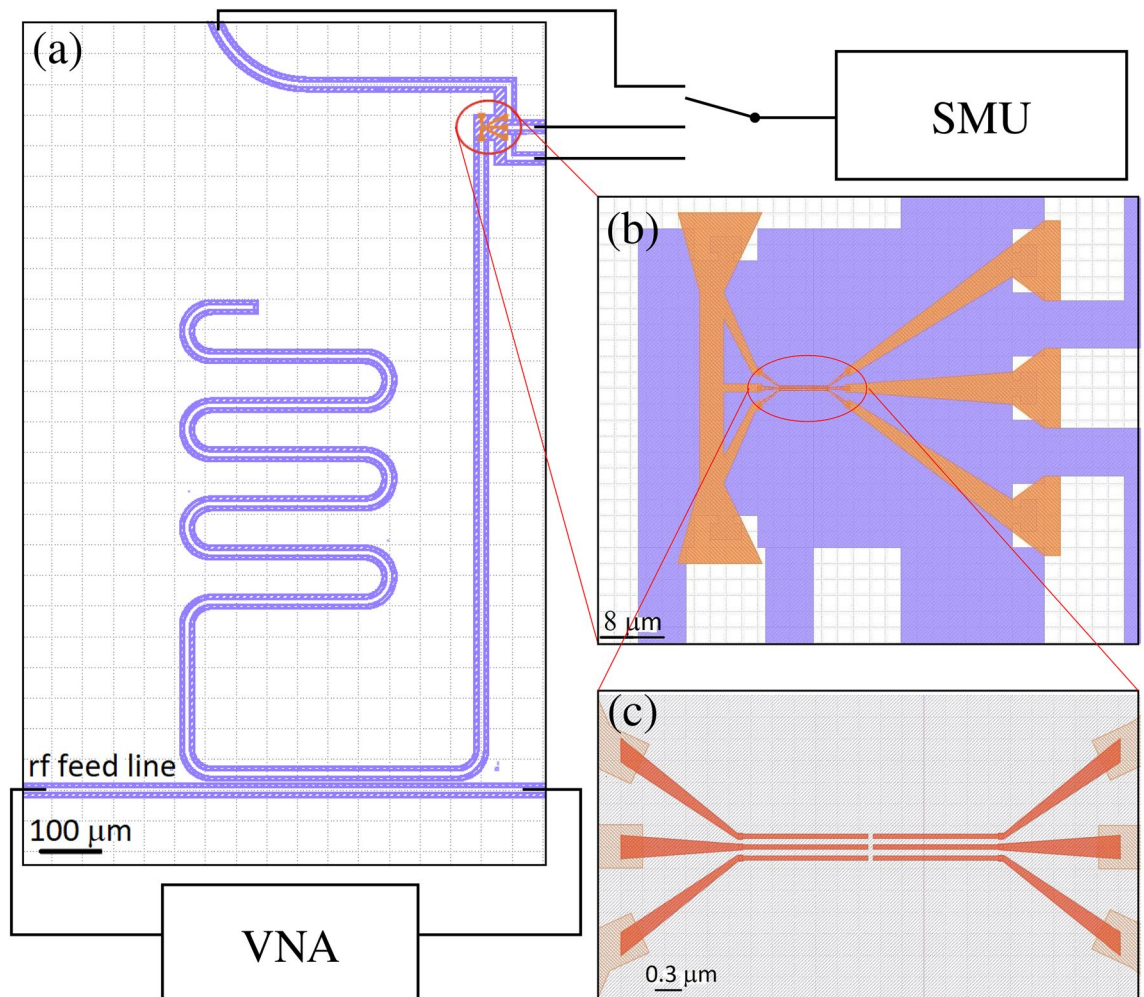 (a)
SMU
(b)
8 μm
(c)
rf feed line
100 μm
0.3 μm
VNA